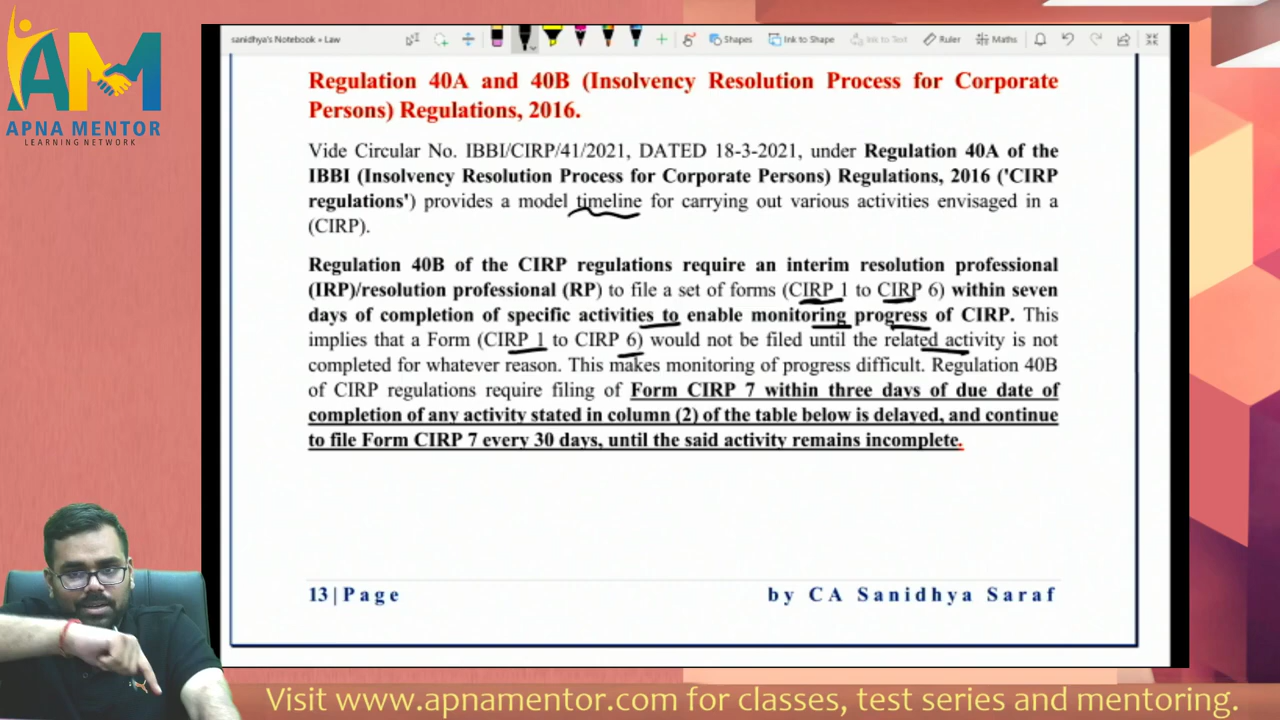 AM
APNA MENTOR
LEARNING NETWORK
sanidhya's Notebook » Law
Shapes
Ink to Shape
Ink to Text
Ruler
Maths
Regulation 40A and 40B (Insolvency Resolution Process for Corporate
Persons) Regulations, 2016.
Vide Circular No. IBBI/CIRP/41/2021, DATED 18-3-2021, under Regulation 40A of the
IBBI (Insolvency Resolution Process for Corporate Persons) Regulations, 2016 ('CIRP
regulations') provides a model timeline for carrying out various activities envisaged in a
(CIRP).
Regulation 40B of the CIRP regulations require an interim resolution professional
(IRP)/resolution professional (RP) to file a set of forms (CIRP 1 to CIRP 6) within seven
days of completion of specific activities to enable monitoring progress of CIRP. This
implies that a Form (CIRP 1 to CIRP 6) would not be filed until the related activity is not
completed for whatever reason. This makes monitoring of progress difficult. Regulation 40B
of CIRP regulations require filing of Form CIRP 7 within three days of due date of
completion of any activity stated in column (2) of the table below is delayed, and continue
to file Form CIRP 7 every 30 days, until the said activity remains incomplete.
13|Page
by CA Sanidhya Saraf
Visit www.apnamentor.com for classes, test series and mentoring.